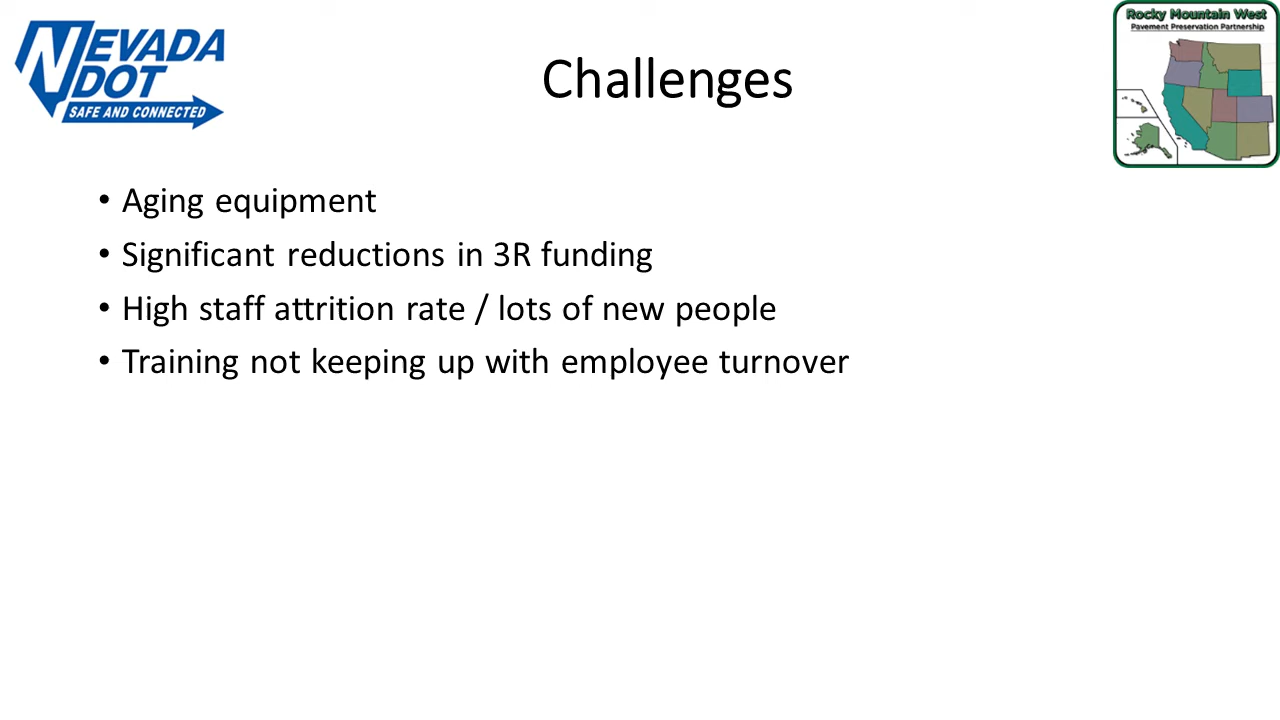 NEVADA
DOT
SAFE AND CONNECTED
Challenges
Rocky Mountain West
Pavement Preservation Partnership
• Aging equipment
• Significant reductions in 3R funding
• High staff attrition rate / lots of new people
• Training not keeping up with employee turnover